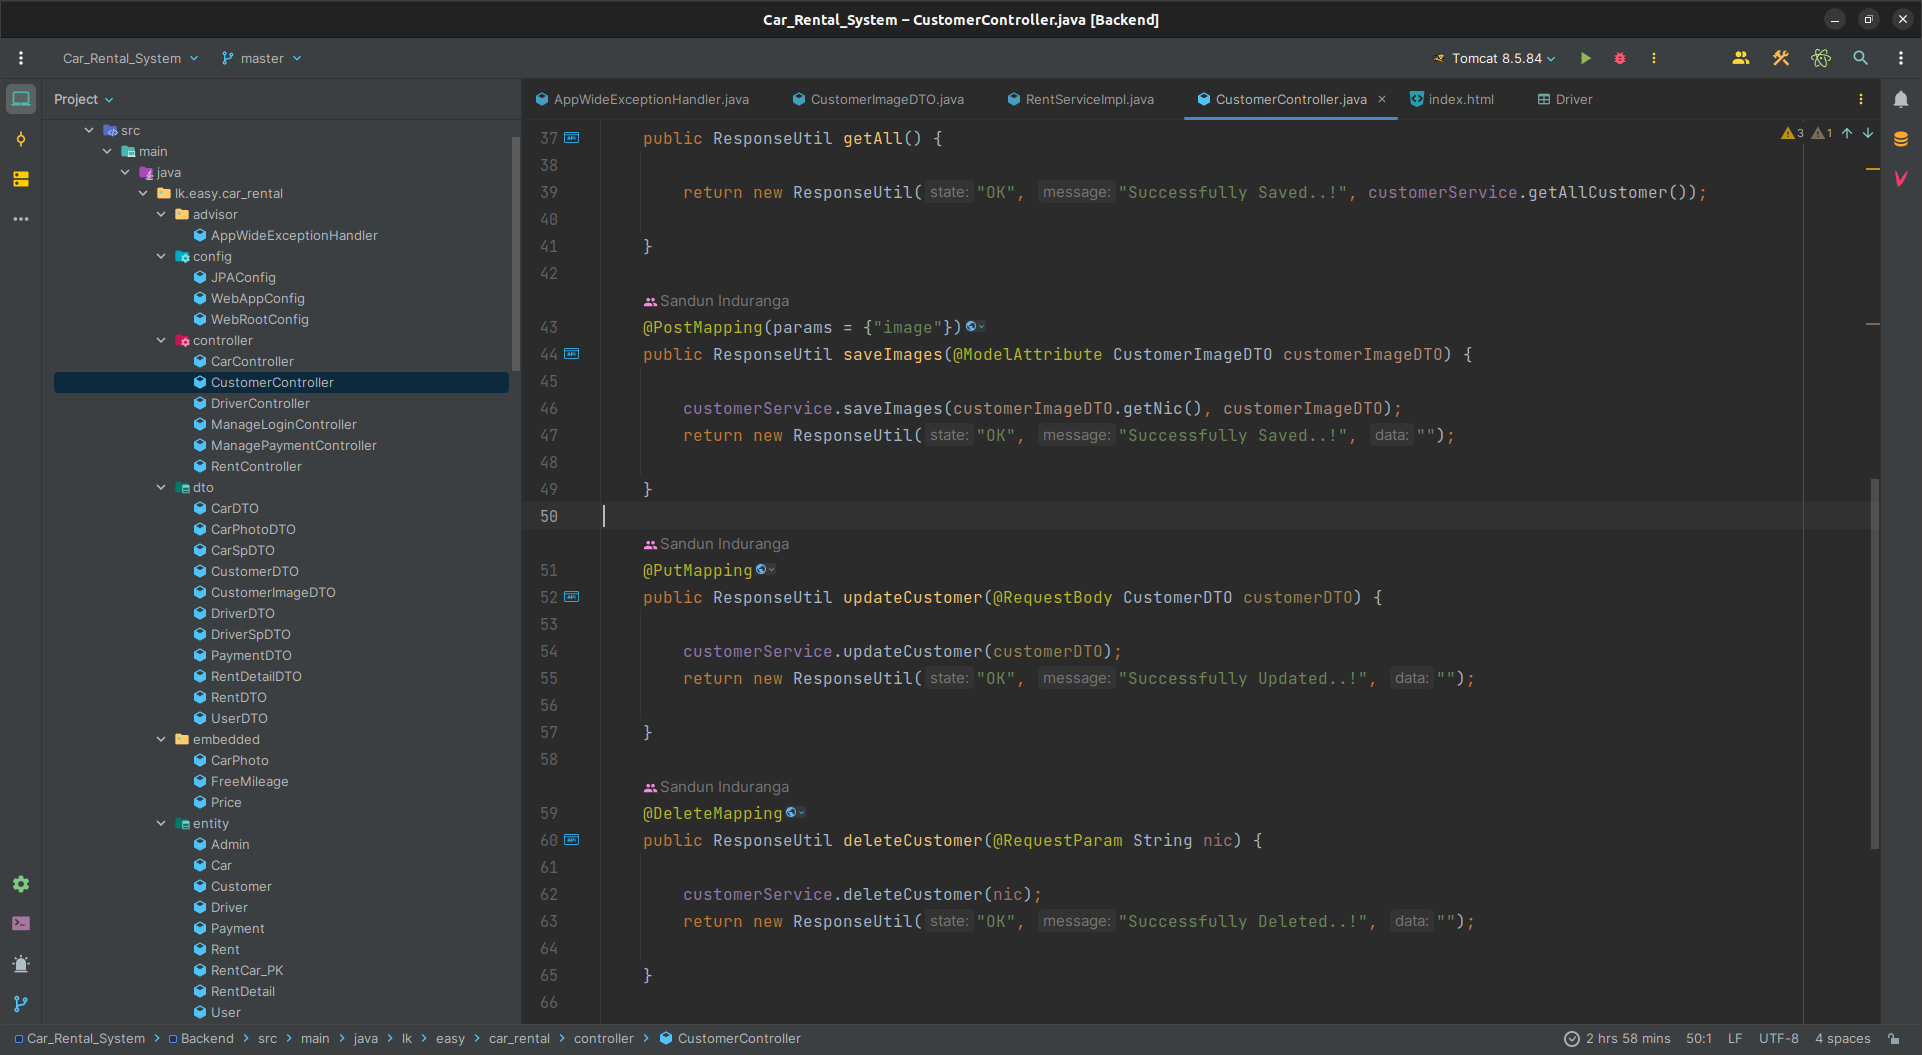 Car_Rental_System – CustomerController.java [Backend]
Car_Rental_System
master
Tomcat 8.5.84
Project
AppWideExceptionHandler.java
CustomerImageDTO.java
RentServiceImpl.java
CustomerController.java
index.html
Driver
src
main
java
lk.easy.car_rental
advisor
AppWideExceptionHandler
config
JPAConfig
WebAppConfig
WebRootConfig
controller
CarController
CustomerController
DriverController
ManageLoginController
ManagePaymentController
RentController
dto
CarDTO
CarPhotoDTO
CarSpDTO
CustomerDTO
CustomerImageDTO
DriverDTO
DriverSpDTO
PaymentDTO
RentDetailDTO
RentDTO
UserDTO
embedded
CarPhoto
FreeMileage
Price
entity
Admin
Car
Customer
Driver
Payment
Rent
RentCar_PK
RentDetail
User
3 1
37 API public ResponseUtil getAll() {
38
39 return new ResponseUtil( state: "OK", message: "Successfully Saved..!", customerService.getAllCustomer());
40
41 }
42
Sandun Induranga
43 @PostMapping(params = {"image"})
44 API public ResponseUtil saveImages(@ModelAttribute CustomerImageDTO customerImageDTO) {
45
46 customerService.saveImages(customerImageDTO.getNic(), customerImageDTO);
47 return new ResponseUtil( state: "OK", message: "Successfully Saved..!", data: "");
48
49 }
50
Sandun Induranga
51 @PutMapping
52 API public ResponseUtil updateCustomer(@RequestBody CustomerDTO customerDTO) {
53
54 customerService.updateCustomer(customerDTO);
55 return new ResponseUtil( state: "OK", message: "Successfully Updated..!", data: "");
56
57 }
58
Sandun Induranga
59 @DeleteMapping
60 API public ResponseUtil deleteCustomer(@RequestParam String nic) {
61
62 customerService.deleteCustomer(nic);
63 return new ResponseUtil( state: "OK", message: "Successfully Deleted..!", data: "");
64
65 }
66
Car_Rental_System > Backend > src > main > java > lk > easy > car_rental > controller > CustomerController
2 hrs 58 mins 50:1 LF UTF-8 4 spaces